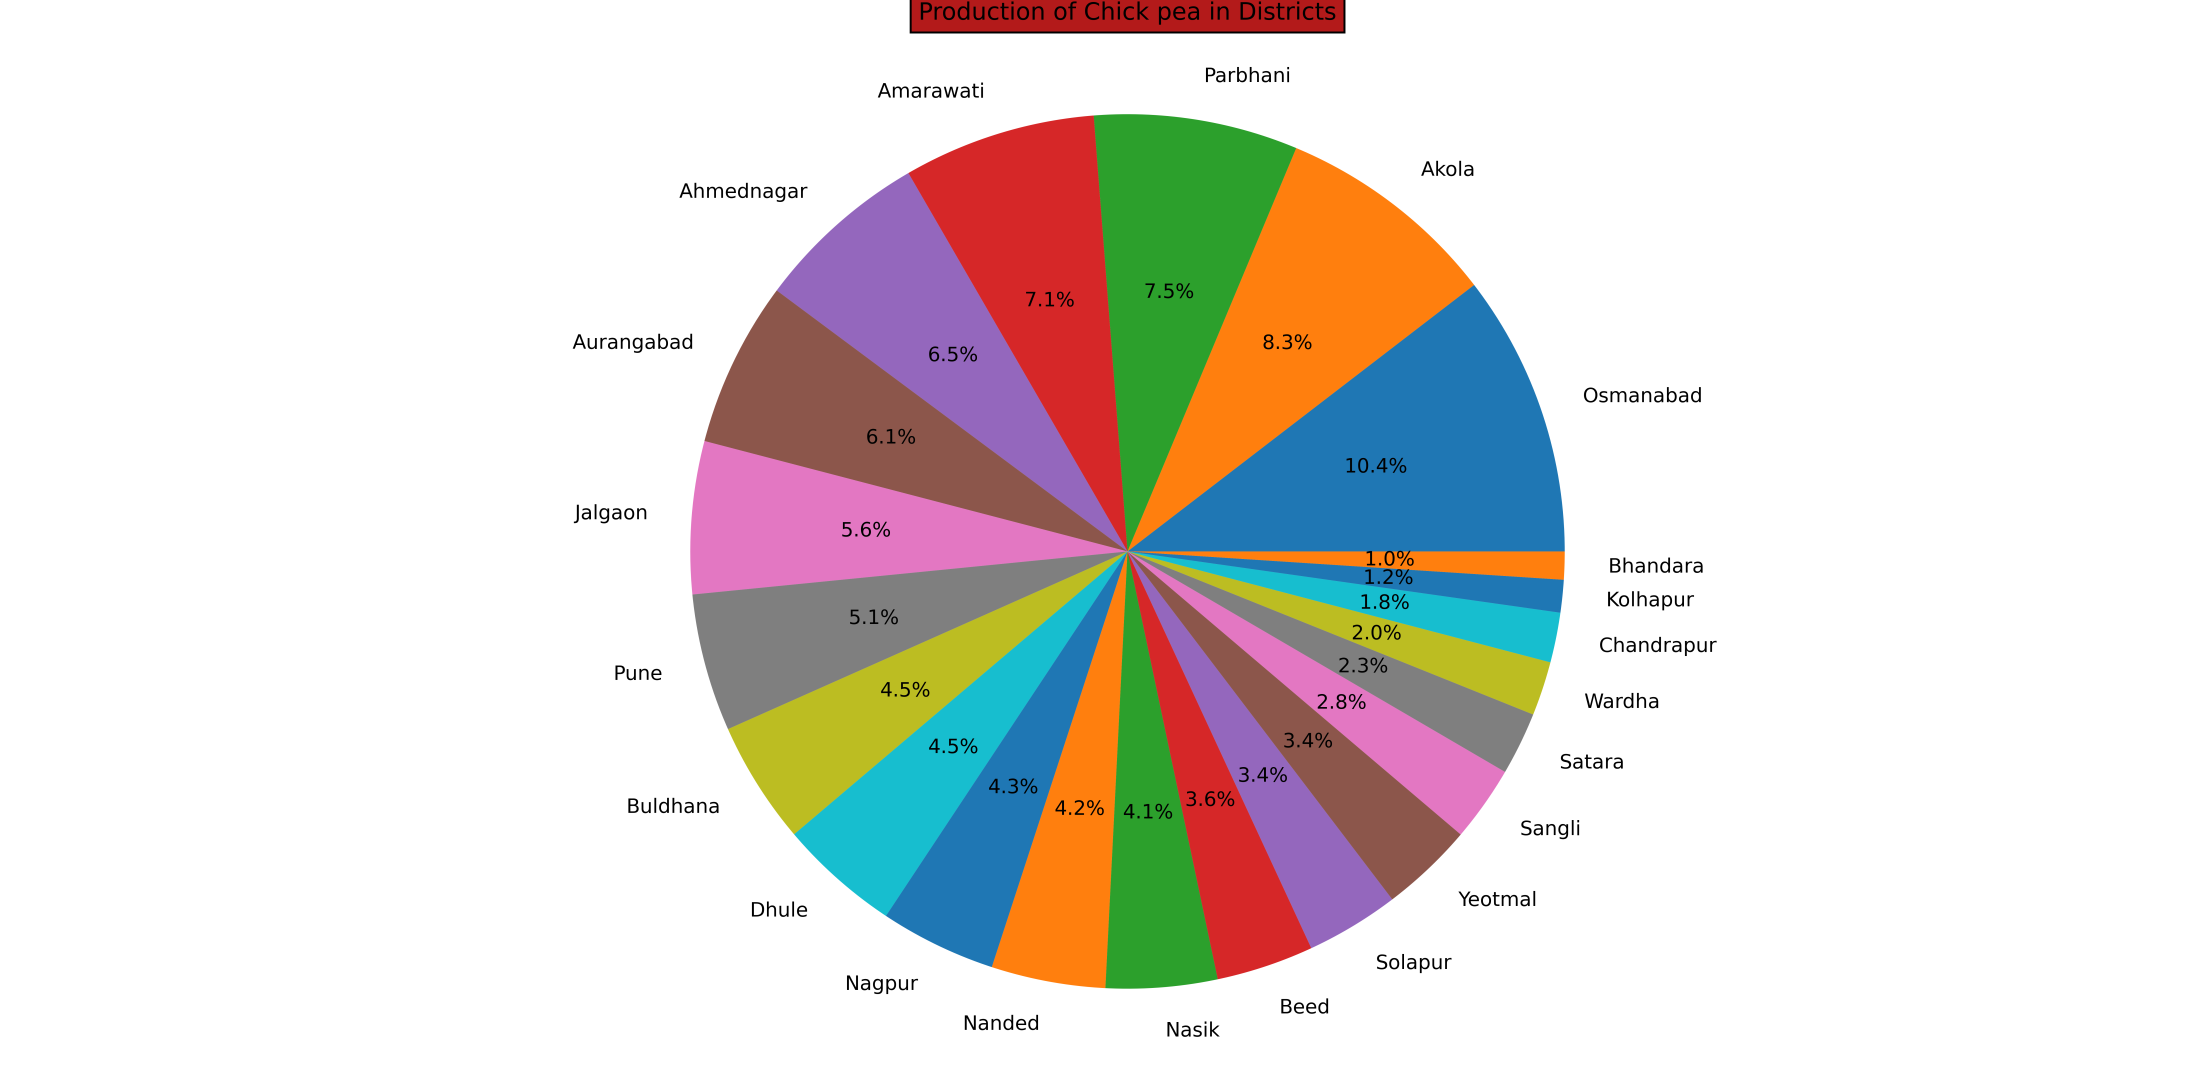 Production of Chick pea in Districts
Parbhani
Amarawati
Akola
Ahmednagar
7.5%
7.1%
Aurangabad
8.3%
6.5%
Osmanabad
6.1%
10.4%
Jalgaon
5.6%
1.0%
Bhandara
1.2%
Kolhapur
1.8%
5.1%
2.0%
Chandrapur
2.3%
Pune
4.5%
2.8%
Wardha
3.4%
4.5%
Satara
3.4%
4.3%
3.6%
Buldhana
4.2%
4.1%
Sangli
Yeotmal
Dhule
Solapur
Nagpur
Beed
Nanded
Nasik